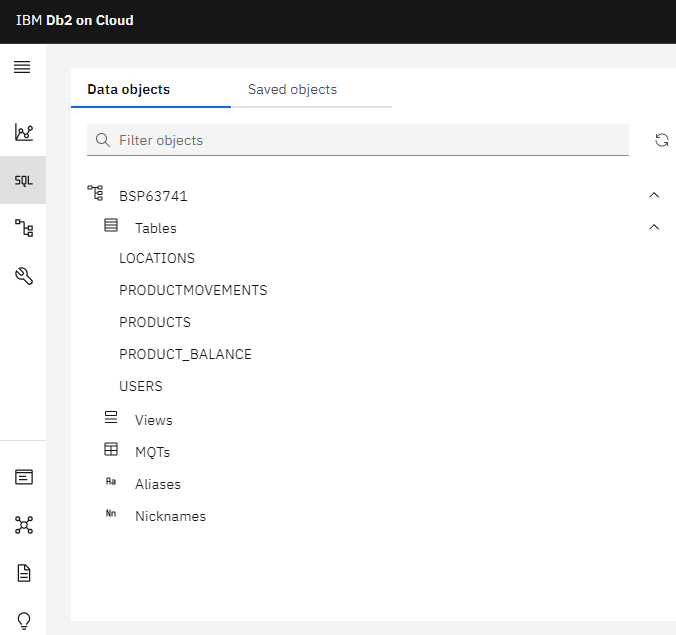 IBM Db2 on Cloud
Data objects
Saved objects
Filter objects
SQL
BSP63741
Tables
LOCATIONS
PRODUCTMOVEMENTS
PRODUCTS
PRODUCT_BALANCE
USERS
Views
MQTs
Aa Aliases
Nn Nicknames